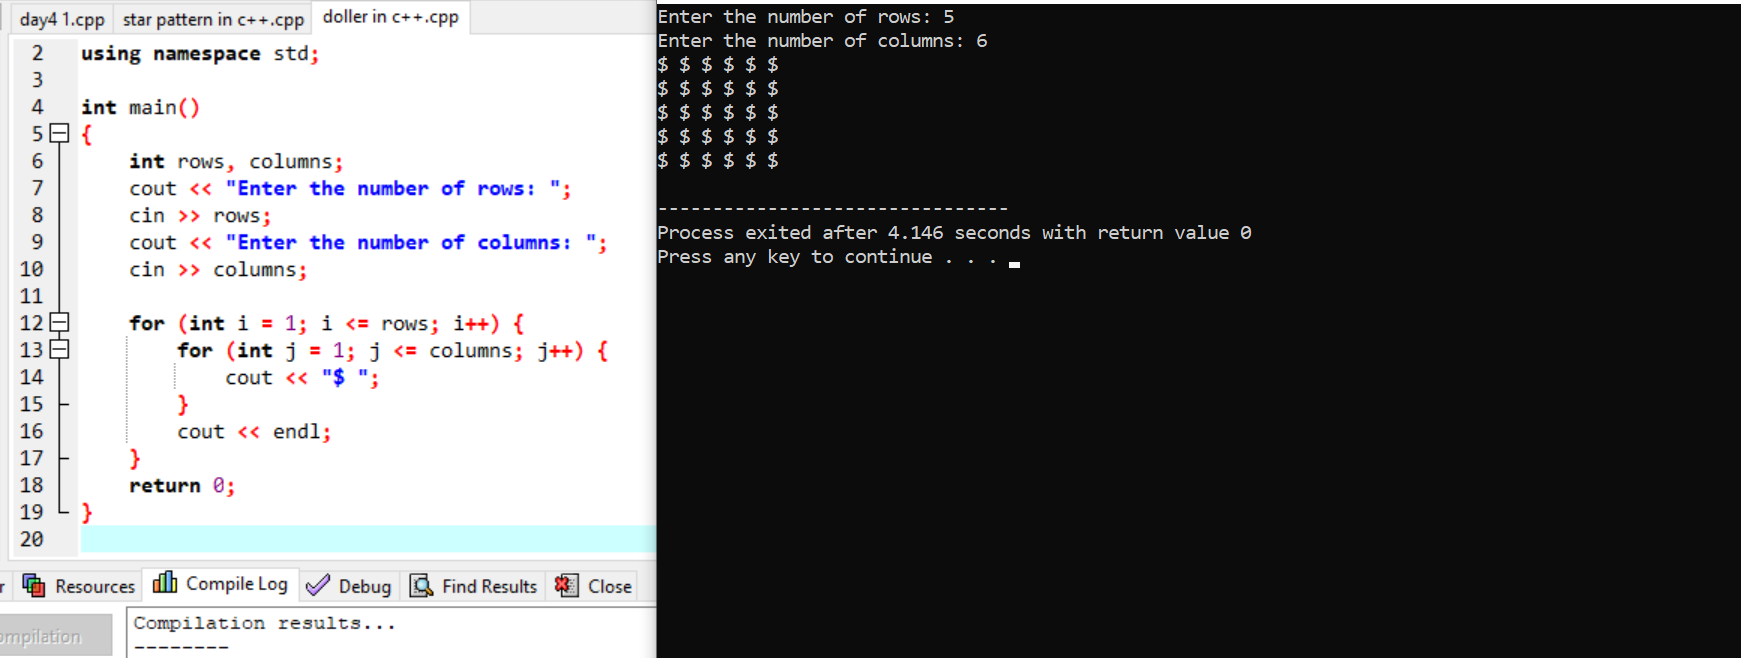 day4 1.cpp star pattern in c++.cpp doller in c++.cpp
2 using namespace std;
3
4 int main()
5 {
6 int rows, columns;
7 cout << "Enter the number of rows: ";
8 cin >> rows;
9 cout << "Enter the number of columns: ";
10 cin >> columns;
11
12 for (int i = 1; i <= rows; i++) {
13 for (int j = 1; j <= columns; j++) {
14 cout << "$ ";
15 }
16 cout << endl;
17 }
18 return 0;
19 }
20
r Resources Compile Log Debug Find Results Close
ompilation
Compilation results...
--------
Enter the number of rows: 5
Enter the number of columns: 6
$ $ $ $ $ $
$ $ $ $ $ $
$ $ $ $ $ $
$ $ $ $ $ $
$ $ $ $ $ $
--------------------------------
Process exited after 4.146 seconds with return value 0
Press any key to continue . . .